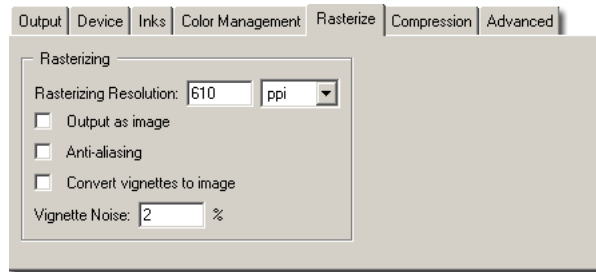 Output Device Inks Color Management Rasterize Compression Advanced
Rasterizing
Rasterizing Resolution: 610 ppi
Output as image
Anti-aliasing
Convert vignettes to image
Vignette Noise: 2 %